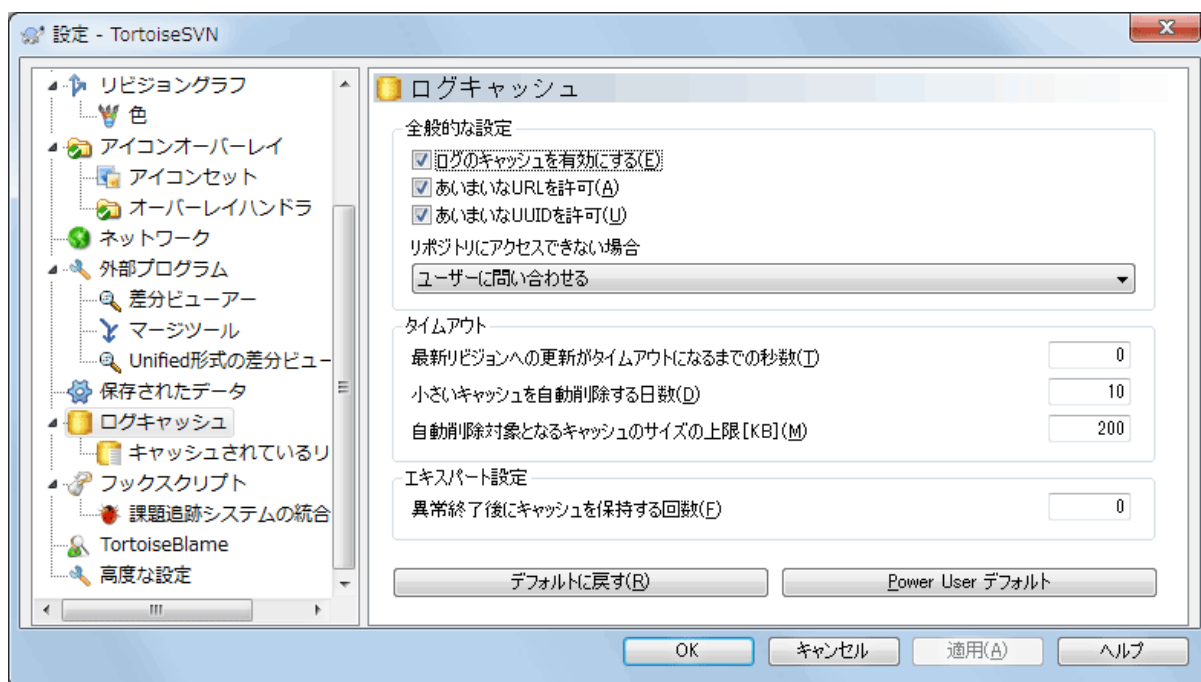 設定 - TortoiseSVN
リビジョングラフ
色
アイコンオーバーレイ
アイコンセット
オーバーレイハンドラ
ネットワーク
外部プログラム
差分ビューアー
マージツール
Unified形式の差分ビュー
保存されたデータ
ログキャッシュ
キャッシュされているリ
フックスクリプト
課題追跡システムの統合
TortoiseBlame
高度な設定
ログキャッシュ
全般的な設定
ログのキャッシュを有効にする(E)
あいまいなURLを許可(A)
あいまいなUUIDを許可(U)
リポジトリにアクセスできない場合
ユーザーに問い合わせる
タイムアウト
最新リビジョンへの更新がタイムアウトになるまでの秒数(T) 0
小さいキャッシュを自動削除する日数(D) 10
自動削除対象となるキャッシュのサイズの上限[KB](M) 200
エキスパート設定
異常終了後にキャッシュを保持する回数(F) 0
デフォルトに戻す(R) Power User デフォルト
OK キャンセル 適用(A) ヘルプ